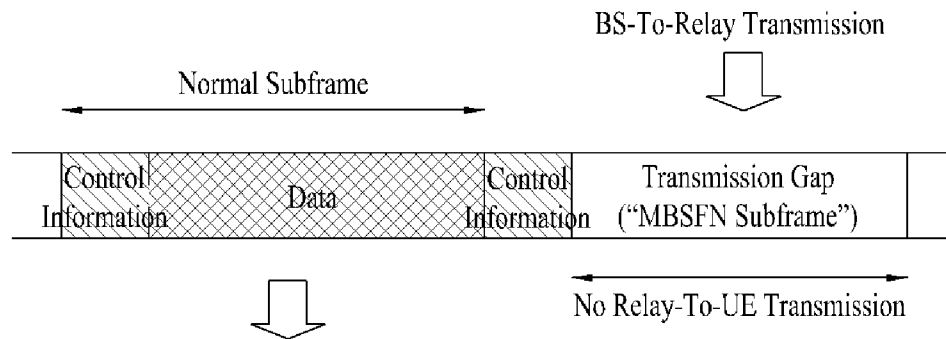 BS-To-Relay Transmission
Normal Subframe
Control
Information
Data
Control
Information
Transmission Gap
(“MBSFN Subframe”)
No Relay-To-UE Transmission